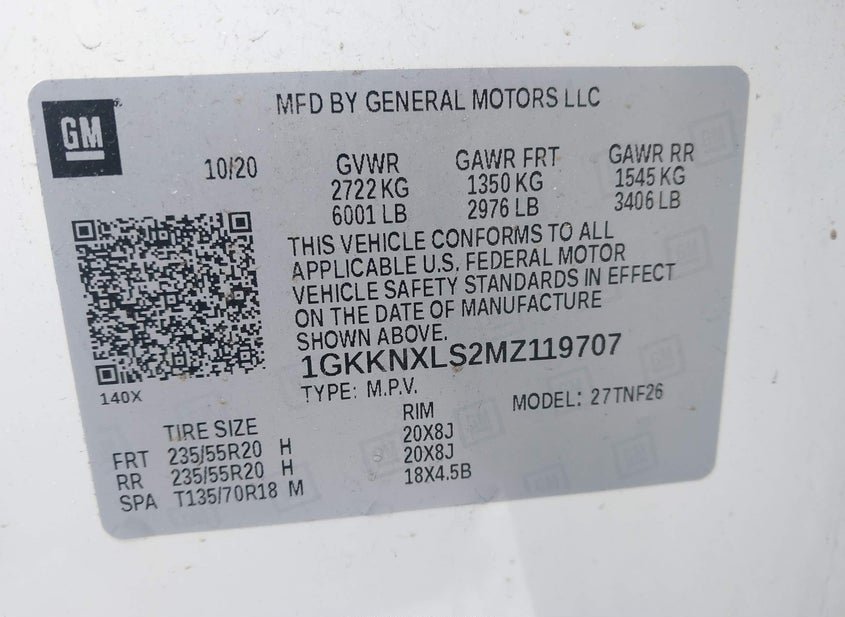 MFD BY GENERAL MOTORS LLC
GM
10/20 GVWR GAWR FRT GAWR RR
2722 KG 1350 KG 1545 KG
6001 LB 2976 LB 3406 LB
THIS VEHICLE CONFORMS TO ALL
APPLICABLE U.S. FEDERAL MOTOR
VEHICLE SAFETY STANDARDS IN EFFECT
ON THE DATE OF MANUFACTURE
SHOWN ABOVE.
1GKKNXLS2MZ119707
140X
TYPE: M.P.V. MODEL: 27TNF26
TIRE SIZE RIM
FRT 235/55R20 H 20X8J
RR 235/55R20 H 20X8J
SPA T135/70R18 M 18X4.5B